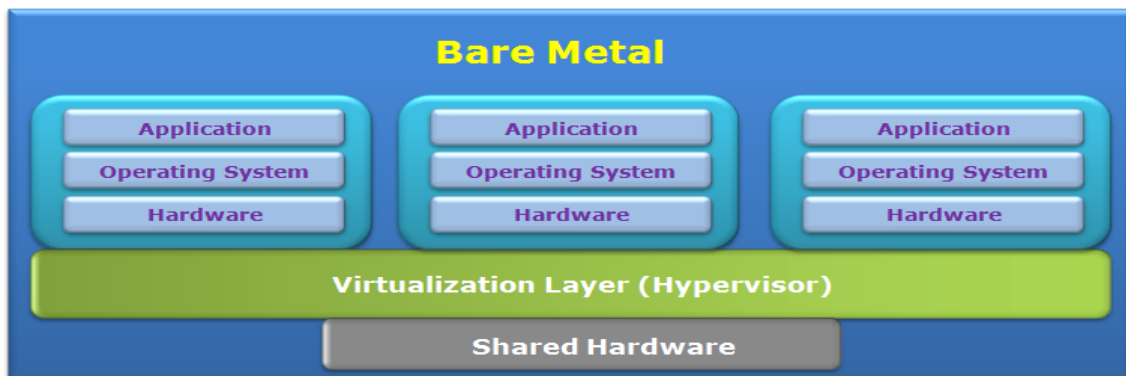 Bare Metal
Application
Application
Application
Operating System
Operating System
Operating System
Hardware
Hardware
Hardware
Virtualization Layer (Hypervisor)
Shared Hardware